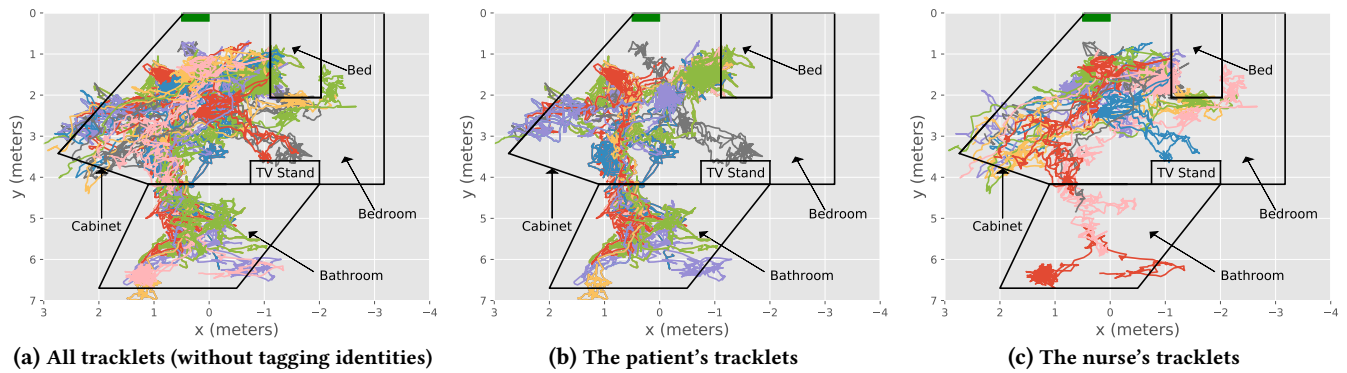 0
1
2
3
4
5
6
7
y (meters)
3 2 1 0 −1 −2 −3 −4
x (meters)
Bed
TV Stand
Cabinet
Bedroom
Bathroom
(a) All tracklets (without tagging identities)
0
1
2
3
4
5
6
7
y (meters)
3 2 1 0 −1 −2 −3 −4
x (meters)
Bed
TV Stand
Cabinet
Bedroom
Bathroom
(b) The patient’s tracklets
0
1
2
3
4
5
6
7
y (meters)
3 2 1 0 −1 −2 −3 −4
x (meters)
Bed
TV Stand
Cabinet
Bedroom
Bathroom
(c) The nurse’s tracklets